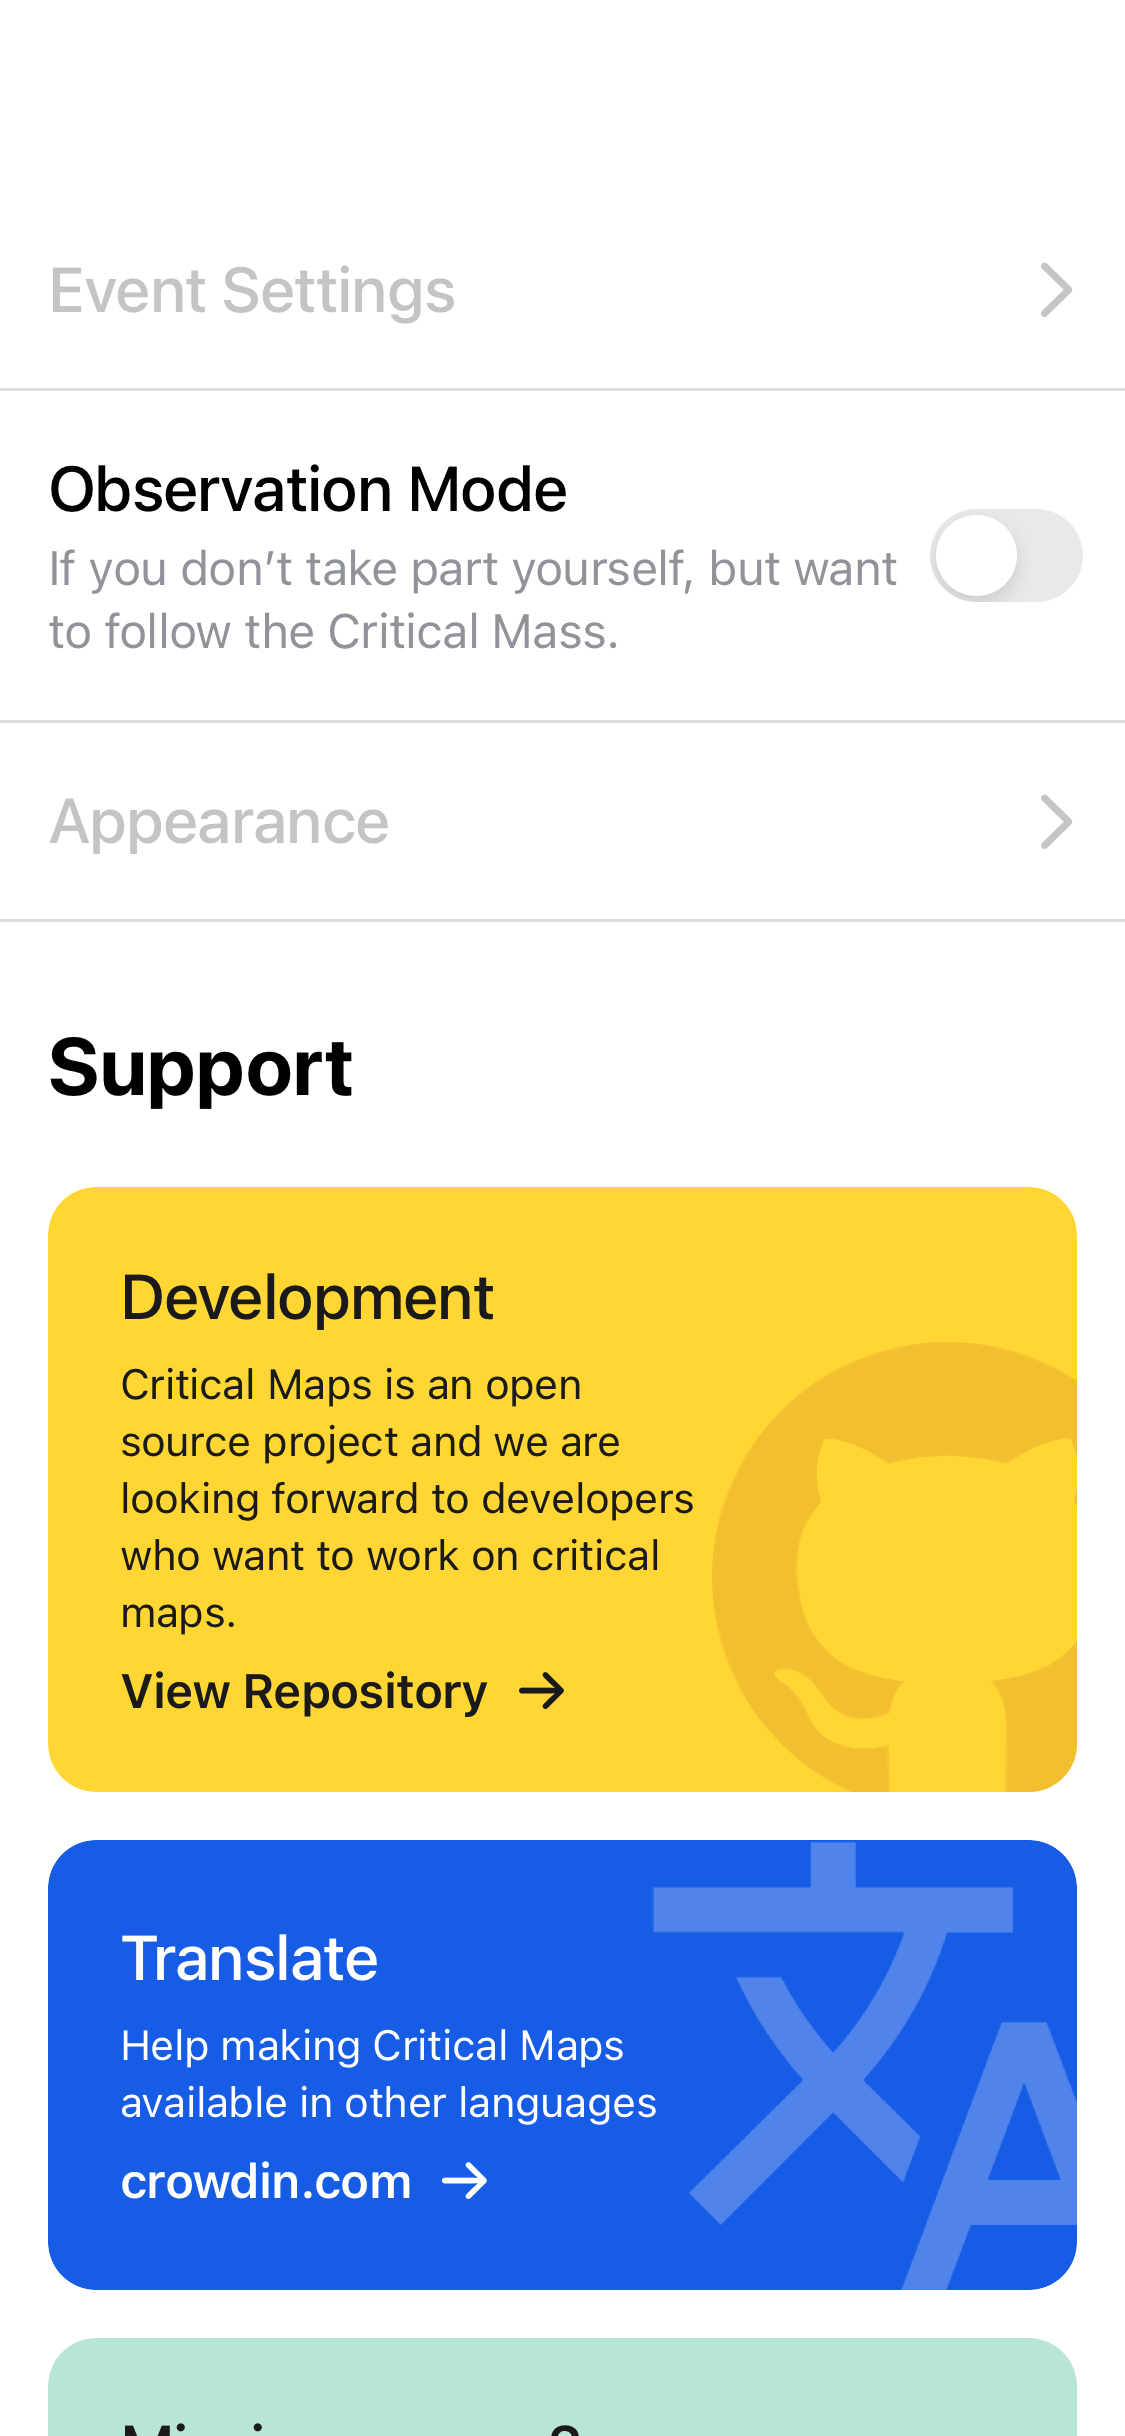 Event Settings
Observation Mode
If you don’t take part yourself, but want
to follow the Critical Mass.
Appearance
Support
Development
Critical Maps is an open
source project and we are
looking forward to developers
who want to work on critical
maps.
View Repository →
文
A
Translate
Help making Critical Maps
available in other languages
crowdin.com →